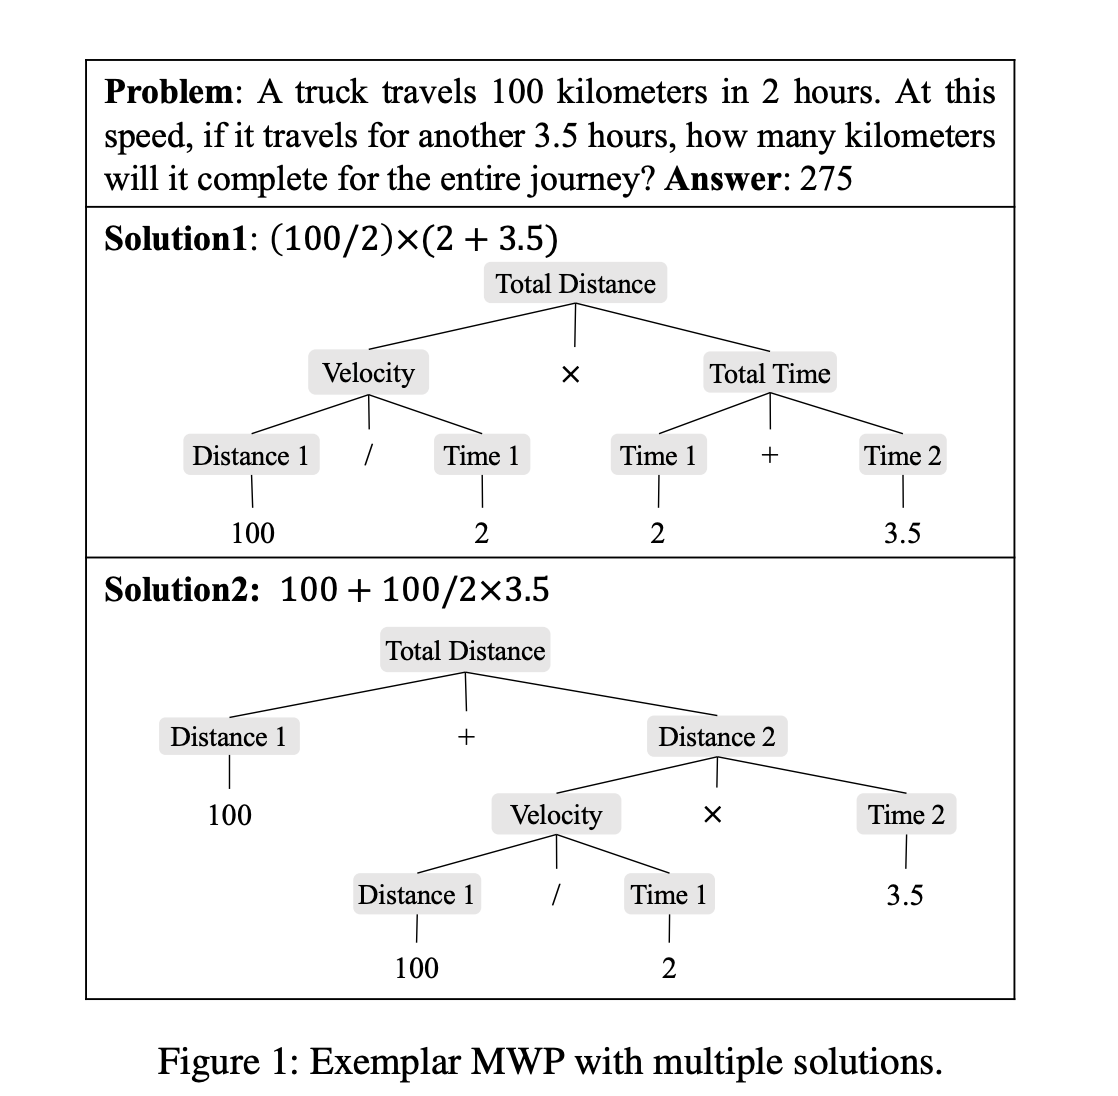 Problem: A truck travels 100 kilometers in 2 hours. At this
speed, if it travels for another 3.5 hours, how many kilometers
will it complete for the entire journey? Answer: 275
Solution1: (100/2)×(2 + 3.5)
Total Distance
Velocity × Total Time
Distance 1 / Time 1 Time 1 + Time 2
100 2 2 3.5
Solution2: 100 + 100/2×3.5
Total Distance
Distance 1 + Distance 2
100 Velocity × Time 2
Distance 1 / Time 1 3.5
100 2
Figure 1: Exemplar MWP with multiple solutions.